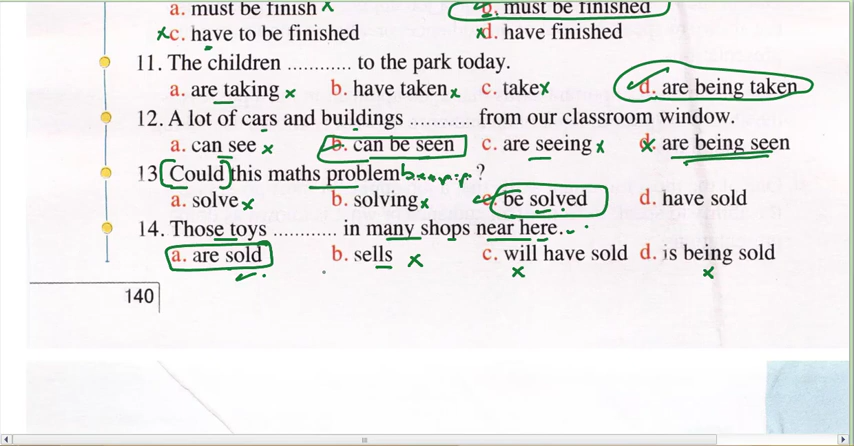 a. must be finish x b. must be finished
x c. have to be finished x d. have finished
11. The children ........... to the park today.
a. are taking x b. have taken x c. take x d. are being taken
12. A lot of cars and buildings ........... from our classroom window.
a. can see x b. can be seen c. are seeing x d. are being seen
13 Could this maths problem b+p.p ?
a. solve x b. solving x c. be solved d. have sold
14. Those toys ........... in many shops near here.
a. are sold b. sells x c. will have sold x d. is being sold x
140